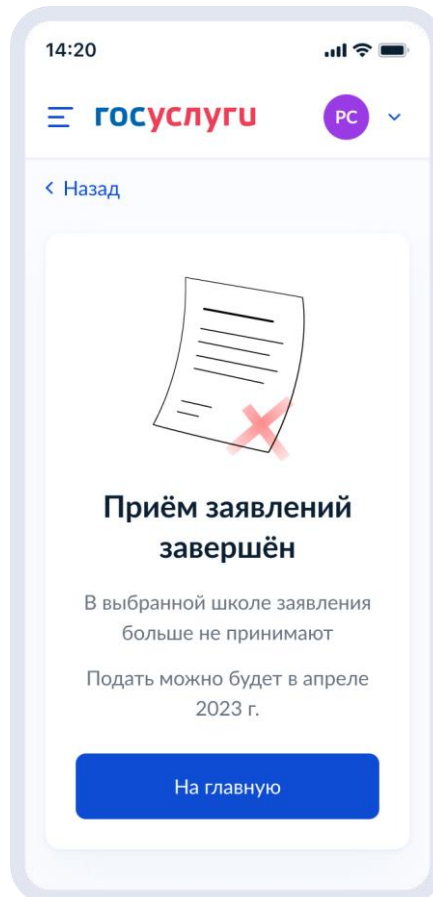 14:20
госуслуги
РС
Назад
Приём заявлений
завершён
В выбранной школе заявления
больше не принимают
Подать можно будет в апреле
2023 г.
На главную